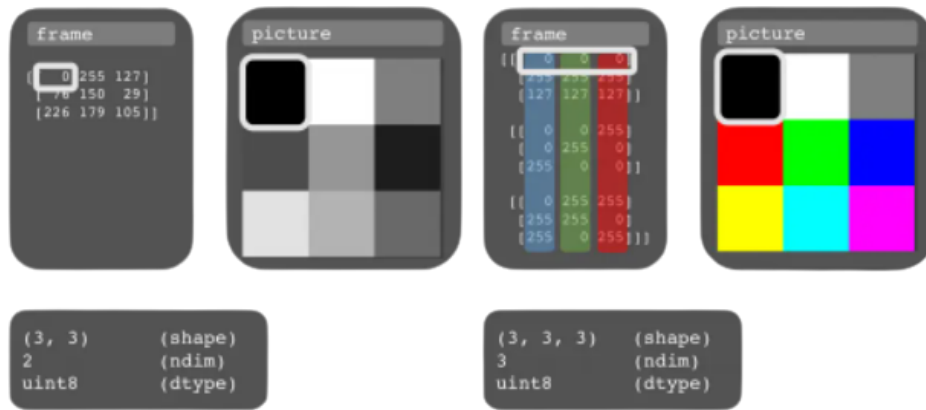 frame
[ 0 255 127]
[ 76 150 29]
[226 179 105]]
picture
frame
[[ 0 0 0]
[255 255 255]
[127 127 127]]
[[ 0 0 255]
[ 0 255 0]
[255 0 0]]
[[ 0 255 255]
[255 255 0]
[255 0 255]]]
picture
(3, 3) (shape)
2 (ndim)
uint8 (dtype)
(3, 3, 3) (shape)
3 (ndim)
uint8 (dtype)